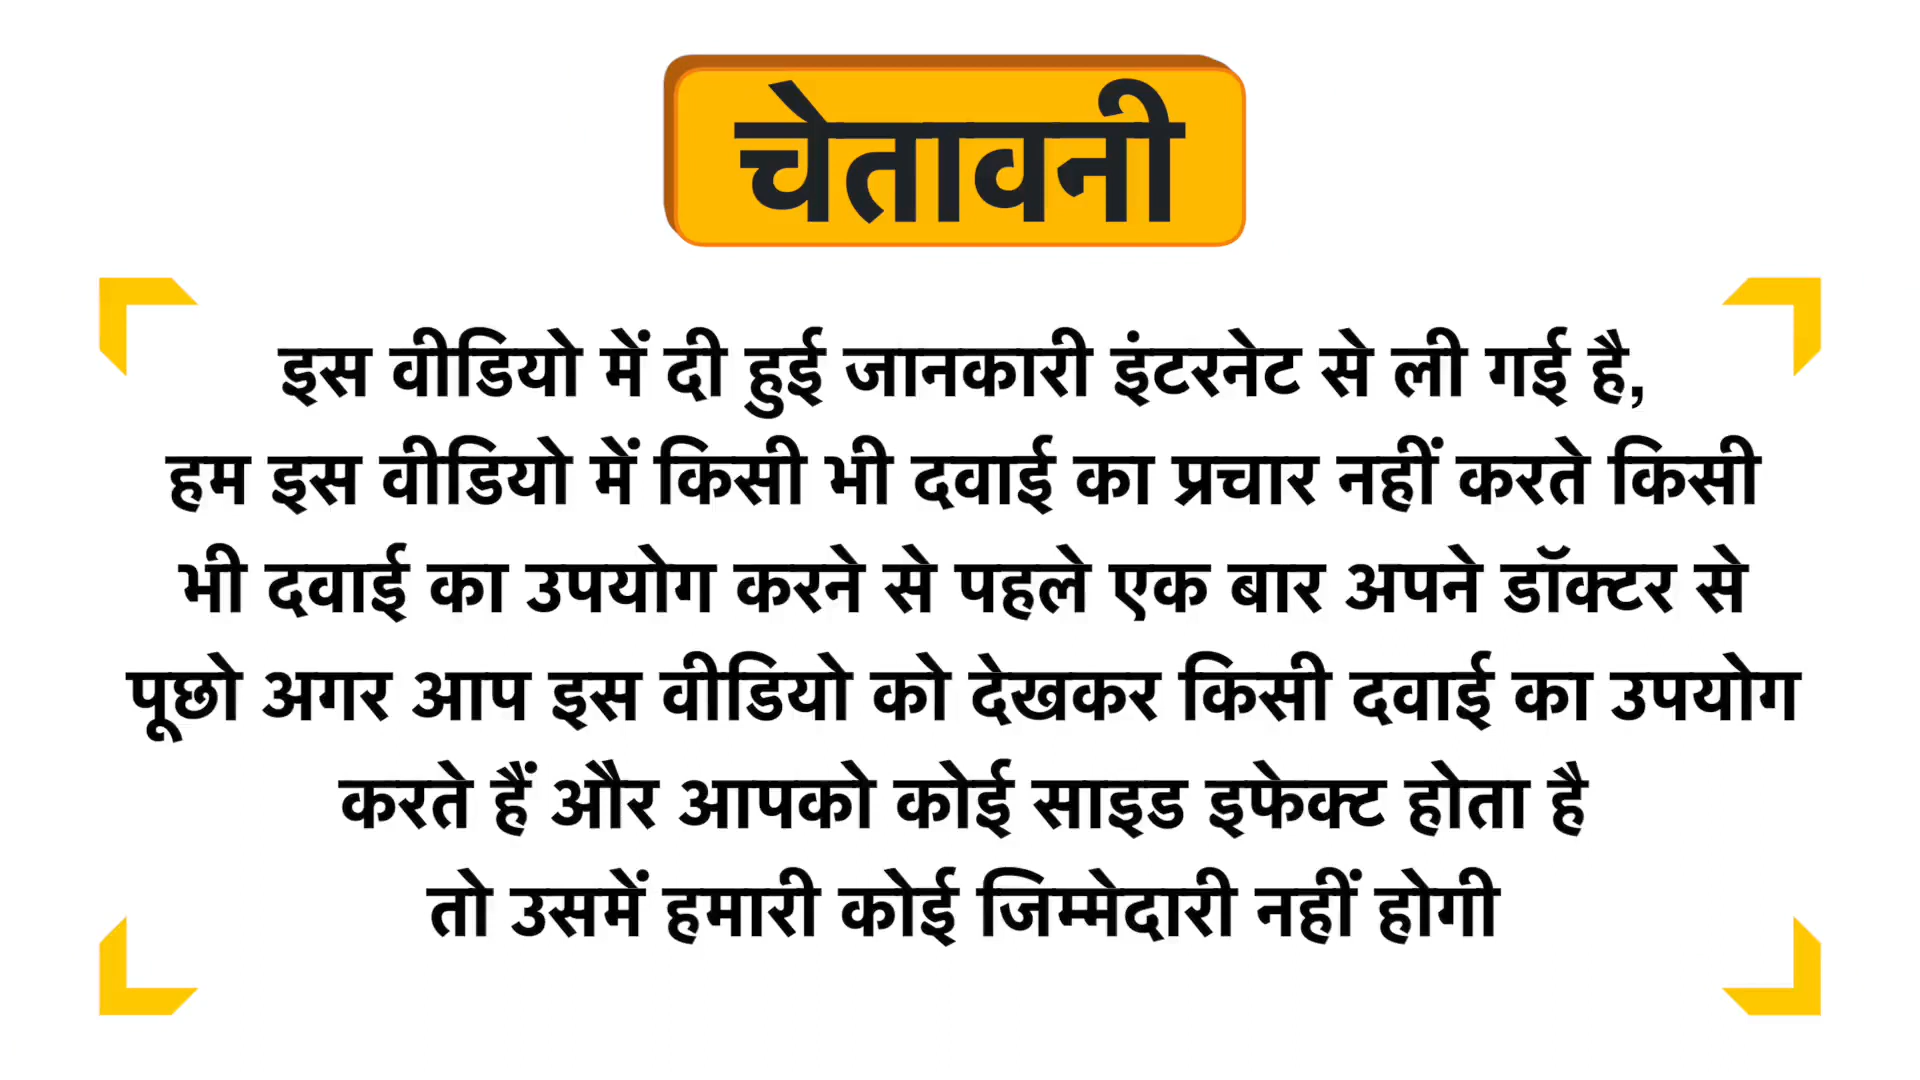 चेतावनी
इस वीडियो में दी हुई जानकारी इंटरनेट से ली गई है,
हम इस वीडियो में किसी भी दवाई का प्रचार नहीं करते किसी
भी दवाई का उपयोग करने से पहले एक बार अपने डॉक्टर से
पूछो अगर आप इस वीडियो को देखकर किसी दवाई का उपयोग
करते हैं और आपको कोई साइड इफेक्ट होता है
तो उसमें हमारी कोई जिम्मेदारी नहीं होगी